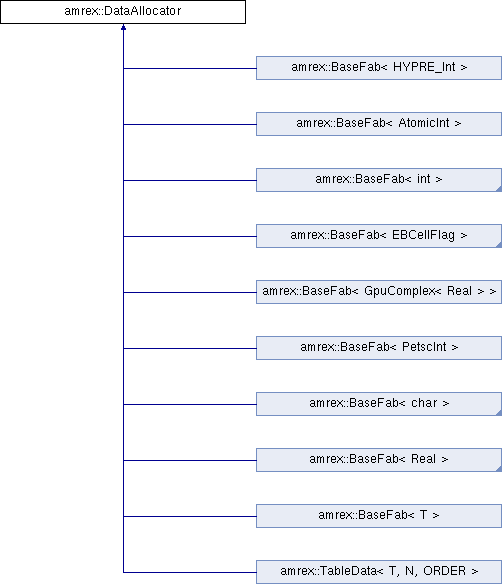 amrex::DataAllocator
amrex::BaseFab< HYPRE_Int >
amrex::BaseFab< AtomicInt >
amrex::BaseFab< int >
amrex::BaseFab< EBCellFlag >
amrex::BaseFab< GpuComplex< Real > >
amrex::BaseFab< PetscInt >
amrex::BaseFab< char >
amrex::BaseFab< Real >
amrex::BaseFab< T >
amrex::TableData< T, N, ORDER >